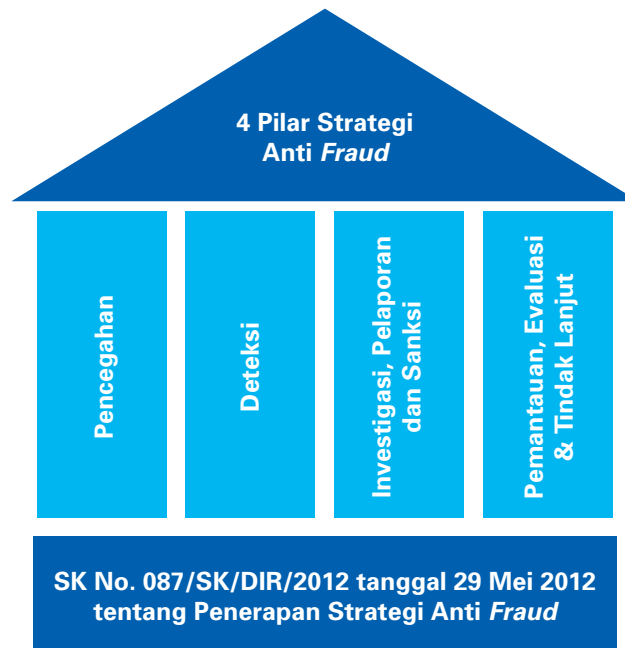 4 Pilar Strategi
Anti Fraud
Pencegahan
Deteksi
Investigasi, Pelaporan
dan Sanksi
Pemantauan, Evaluasi
& Tindak Lanjut
SK No. 087/SK/DIR/2012 tanggal 29 Mei 2012
tentang Penerapan Strategi Anti Fraud